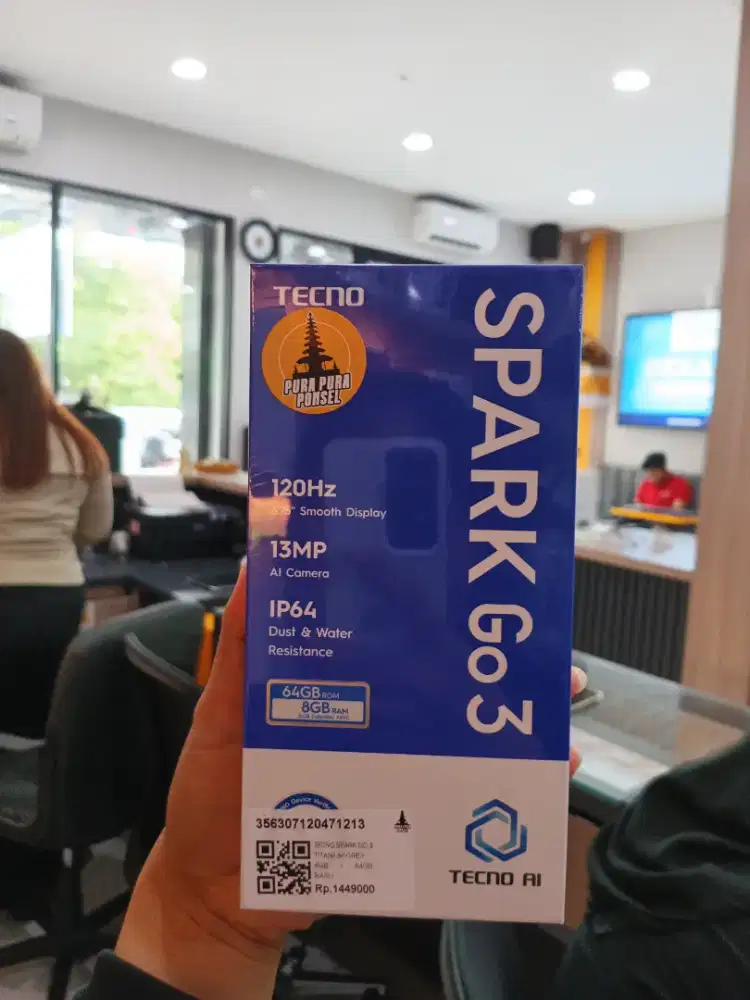 TECNO
PURA PURA
PONSEL
SPARK Go 3
120Hz
Smooth Display
13MP
AI Camera
IP64
Dust & Water
Resistance
64GB ROM
8GB RAM
356307120471213
Rp.1449000
TECNO AI